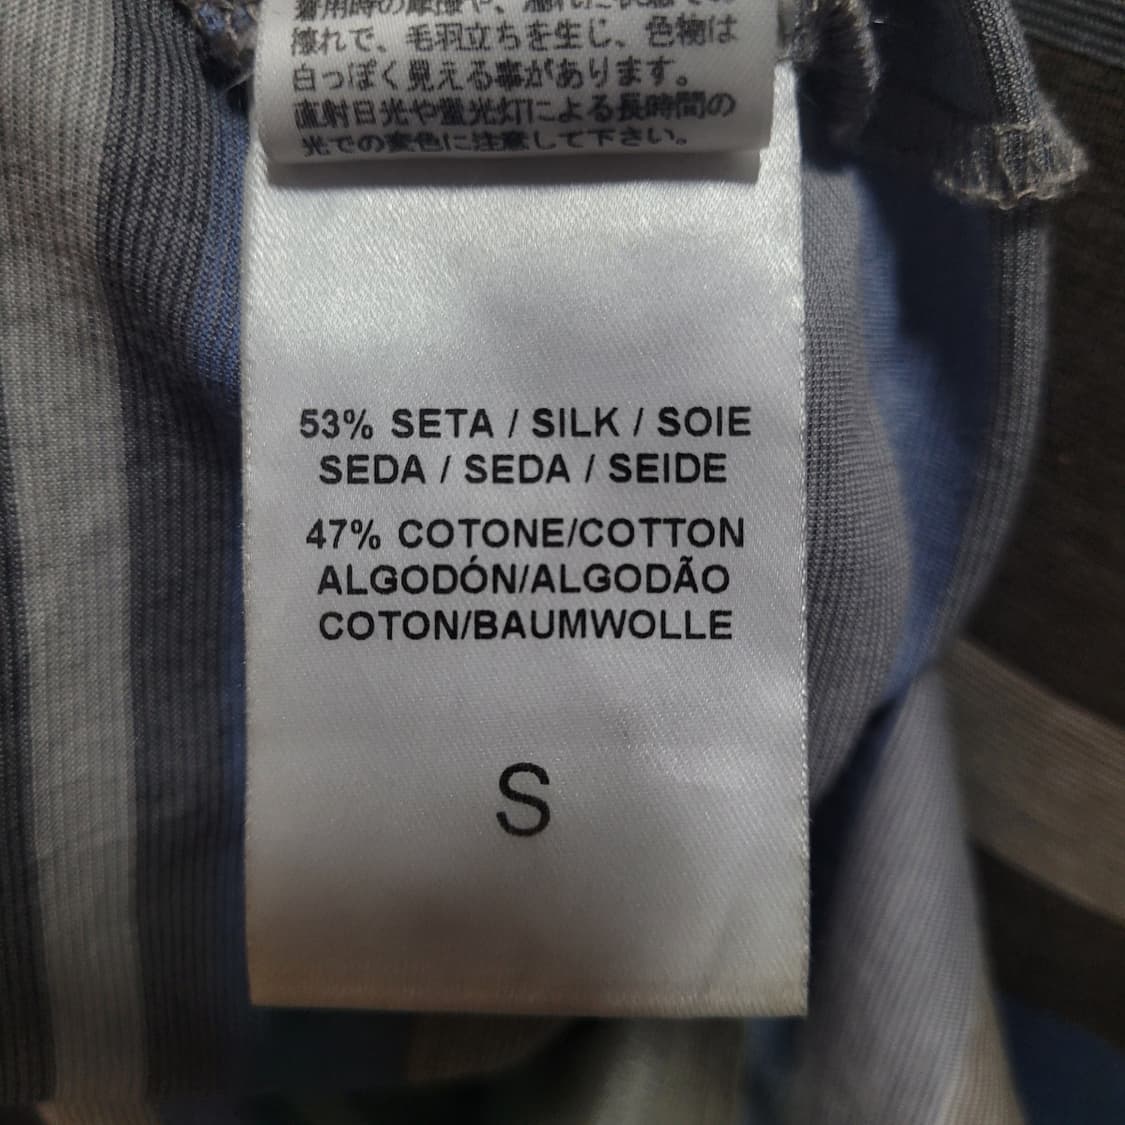 擦れで、毛羽立ちを生じ、色物は
白っぽく見える事があります。
直射日光や蛍光灯による長時間の
光での変色に注意して下さい。
53% SETA / SILK / SOIE
SEDA / SEDA / SEIDE
47% COTONE/COTTON
ALGODÓN/ALGODÃO
COTON/BAUMWOLLE
S